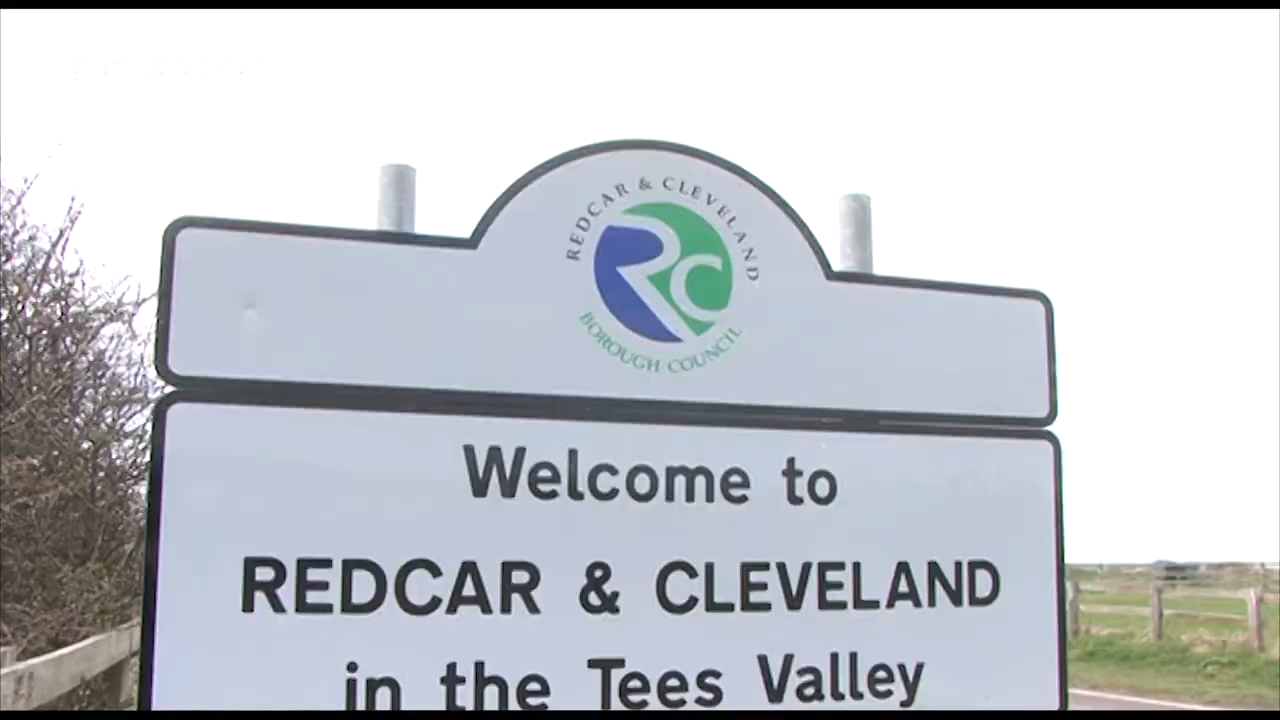 REDCAR & CLEVELAND
RC
BOROUGH COUNCIL
Welcome to
REDCAR & CLEVELAND
in the Tees Valley